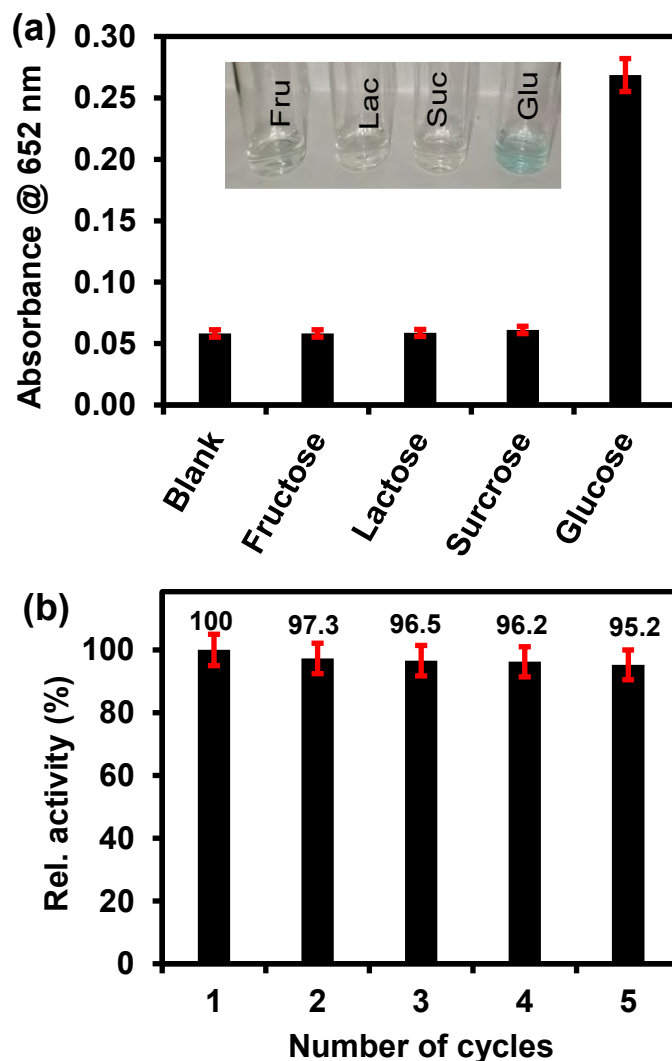 (a)
Absorbance @ 652 nm
0.30
0.25
0.20
0.15
0.10
0.05
0.00
Fru
Lac
Suc
Glu
Blank
Fructose
Lactose
Surcrose
Glucose
(b)
Rel. activity (%)
100
80
60
40
20
0
100
97.3
96.5
96.2
95.2
1 2 3 4 5
Number of cycles